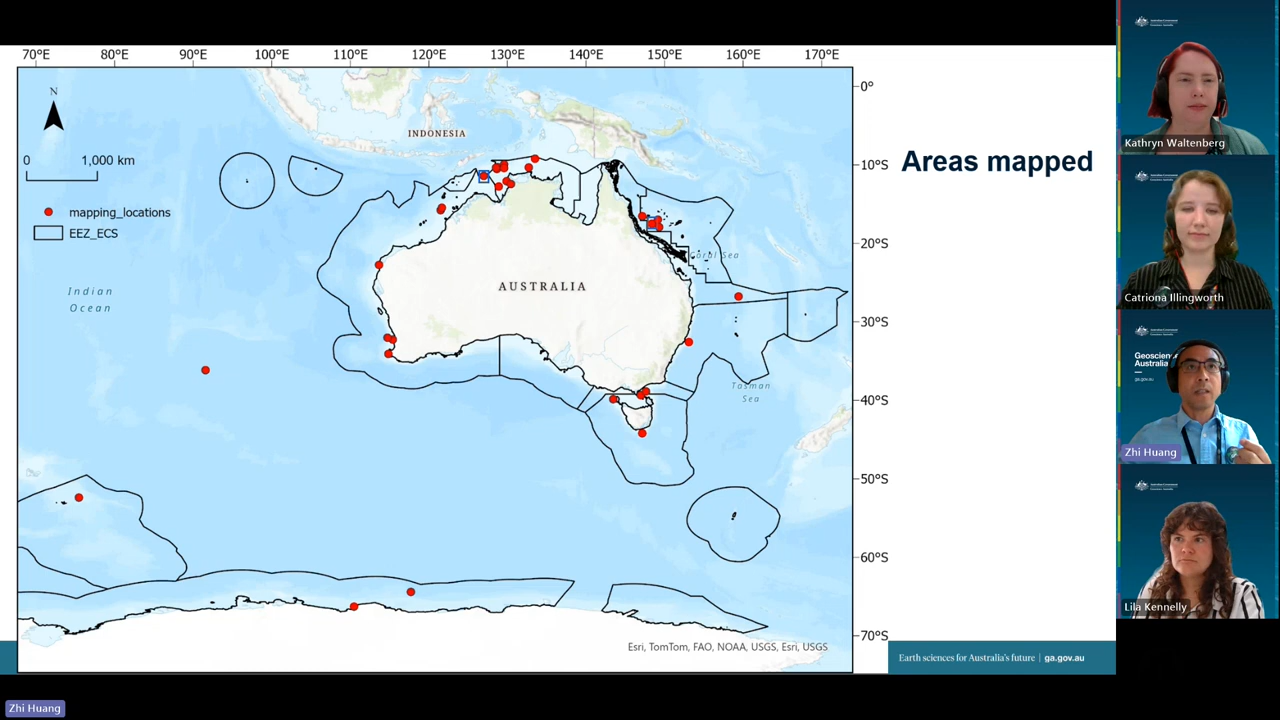 70°E 80°E 90°E 100°E 110°E 120°E 130°E 140°E 150°E 160°E 170°E
N
0 1,000 km
mapping_locations
EEZ_ECS
INDONESIA
AUSTRALIA
Indian
Ocean
Coral Sea
Tasman
Sea
0°
10°S
20°S
30°S
40°S
50°S
60°S
70°S
Esri, TomTom, FAO, NOAA, USGS, Esri, USGS
Areas mapped
Earth sciences for Australia's future | ga.gov.au
Kathryn Waltenberg
Catriona Illingworth
Geoscience
Australia
ga.gov.au
Zhi Huang
Lila Kennelly
Zhi Huang